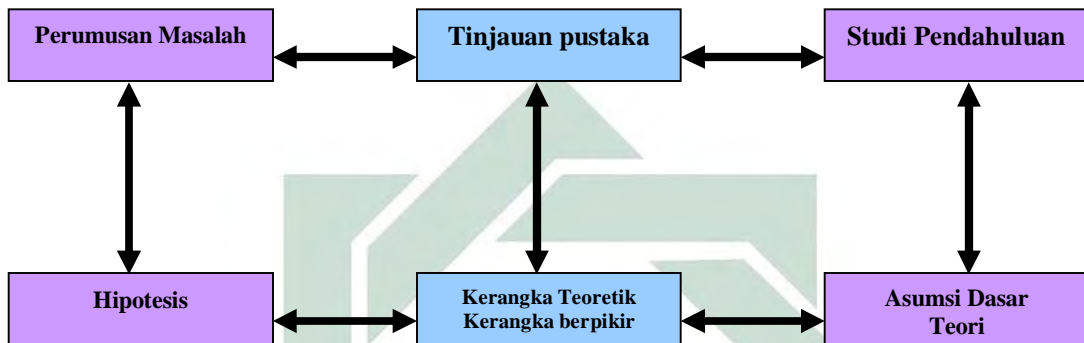 Perumusan Masalah
Tinjauan pustaka
Studi Pendahuluan
Hipotesis
Kerangka Teoretik
Kerangka berpikir
Asumsi Dasar
Teori